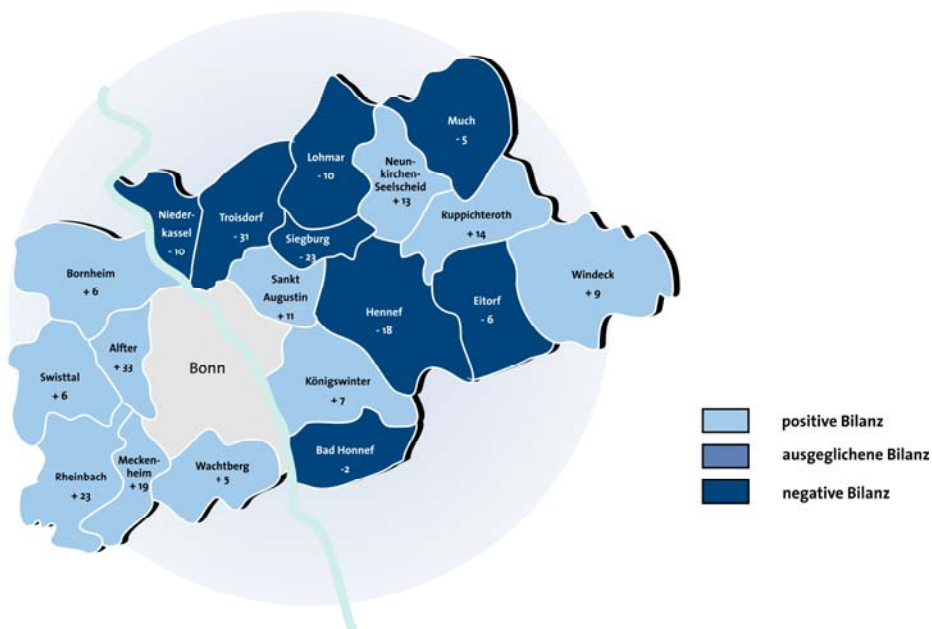 Much
- 5
Lohmar
- 10
Neun-
kirchen-
Seelscheid
+ 13
Nieder-
kassel
- 10
Troisdorf
- 31
Siegburg
- 23
Ruppichteroth
+ 14
Bornheim
+ 6
Sankt
Augustin
+ 11
Hennef
- 18
Eitorf
- 6
Windeck
+ 9
Alfter
+ 33
Bonn
Swisttal
+ 6
Königswinter
+ 7
Rheinbach
+ 23
Mecken-
heim
+ 19
Wachtberg
+ 5
Bad Honnef
-2
positive Bilanz
ausgeglichene Bilanz
negative Bilanz